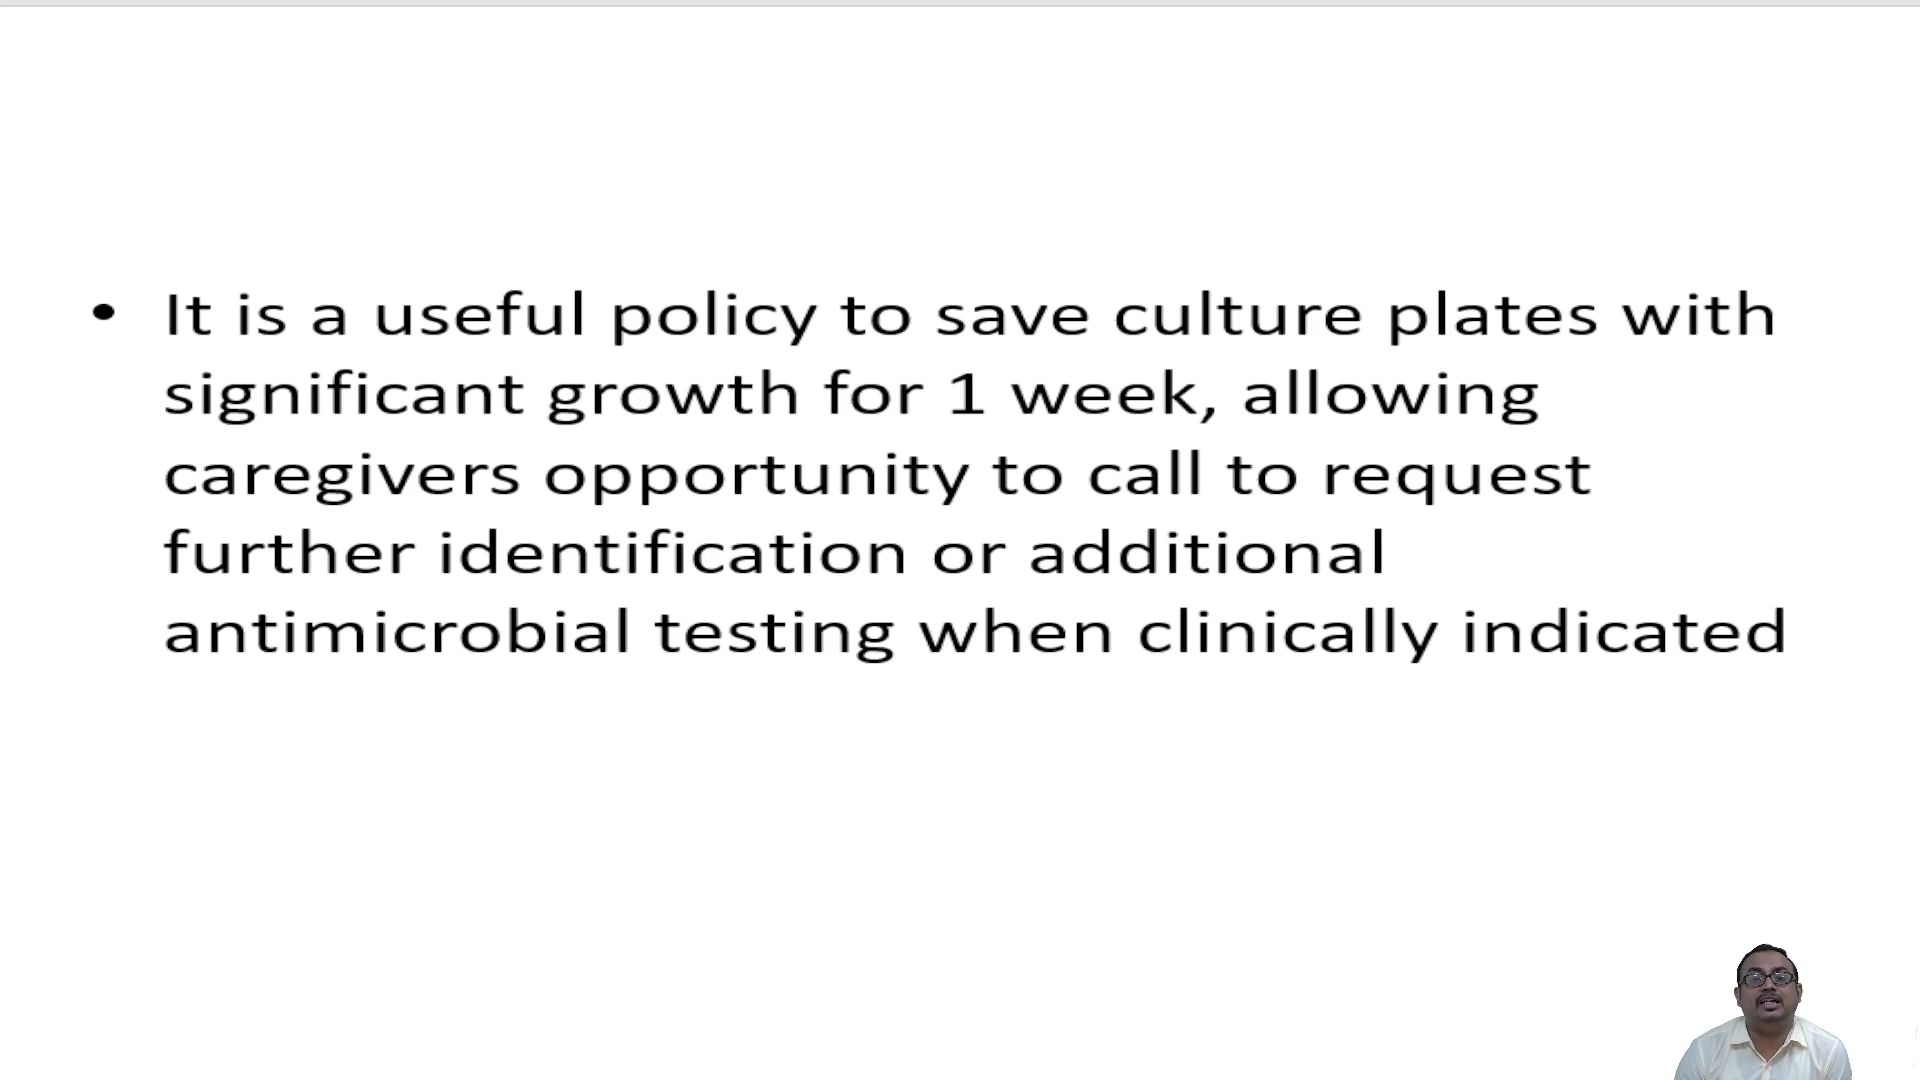 • It is a useful policy to save culture plates with
significant growth for 1 week, allowing
caregivers opportunity to call to request
further identification or additional
antimicrobial testing when clinically indicated